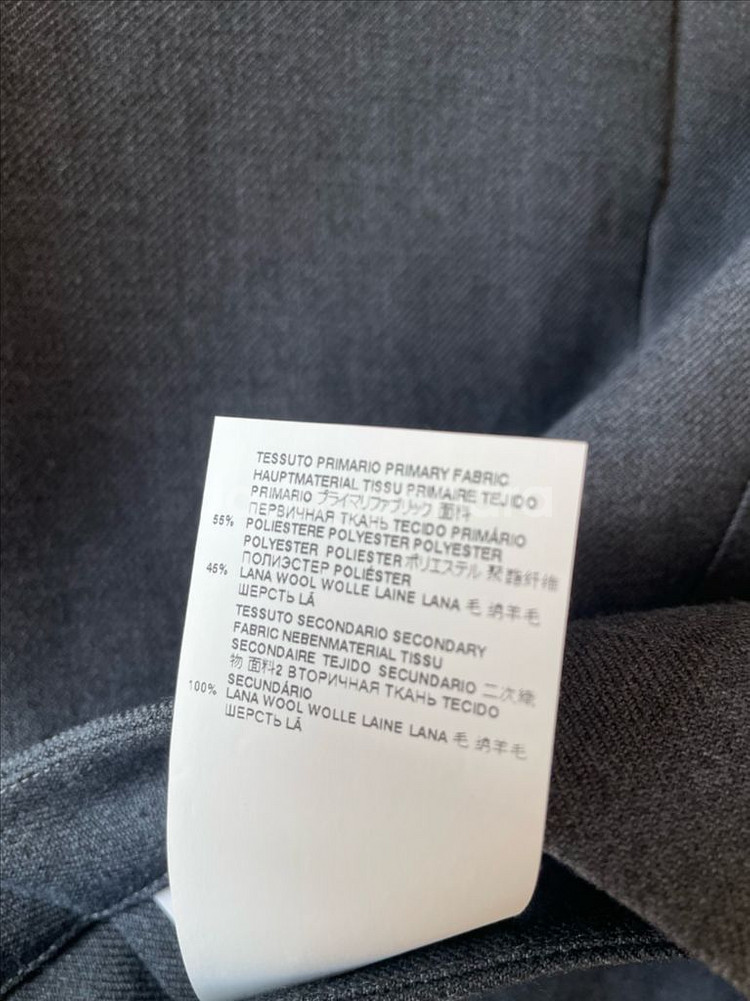 TESSUTO PRIMARIO PRIMARY FABRIC
HAUPTMATERIAL TISSU PRIMAIRE TEJIDO
PRIMARIO プライマリファブリック 面料
ПЕРВИЧНАЯ ТКАНЬ TECIDO PRIMÁRIO
55% POLIESTERE POLYESTER POLYESTER
POLYESTER POLIESTER ポリエステル 聚酯纤维
ПОЛИЭСТЕР POLIÉSTER
45% LANA WOOL WOLLE LAINE LANA 毛 绵羊毛
ШЕРСТЬ LÃ
TESSUTO SECONDARIO SECONDARY
FABRIC NEBENMATERIAL TISSU
SECONDAIRE TEJIDO SECUNDARIO 二次織
物 面料2 ВТОРИЧНАЯ ТКАНЬ TECIDO
SECUNDÁRIO
100% LANA WOOL WOLLE LAINE LANA 毛 绵羊毛
ШЕРСТЬ LÃ